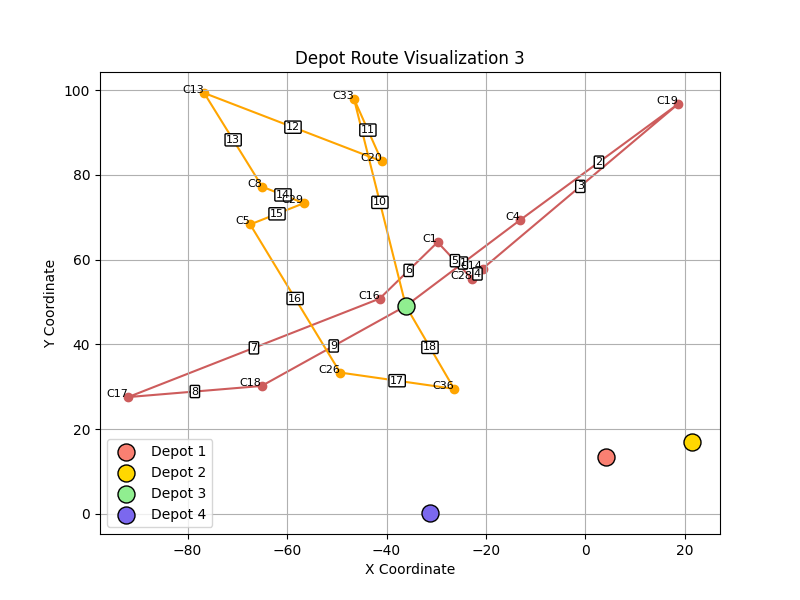 Depot Route Visualization 3
Y Coordinate
100
80
60
40
20
0
C13
C33
C19
12
11
13
C20
2
C8
3
14
C29
10
15
C5
C4
C1
5
1
C14
6
4
C28
16
C16
7
9
18
C26
17
C36
C18
8
C17
Depot 1
Depot 2
Depot 3
Depot 4
−80
−60
−40
−20
0
20
X Coordinate